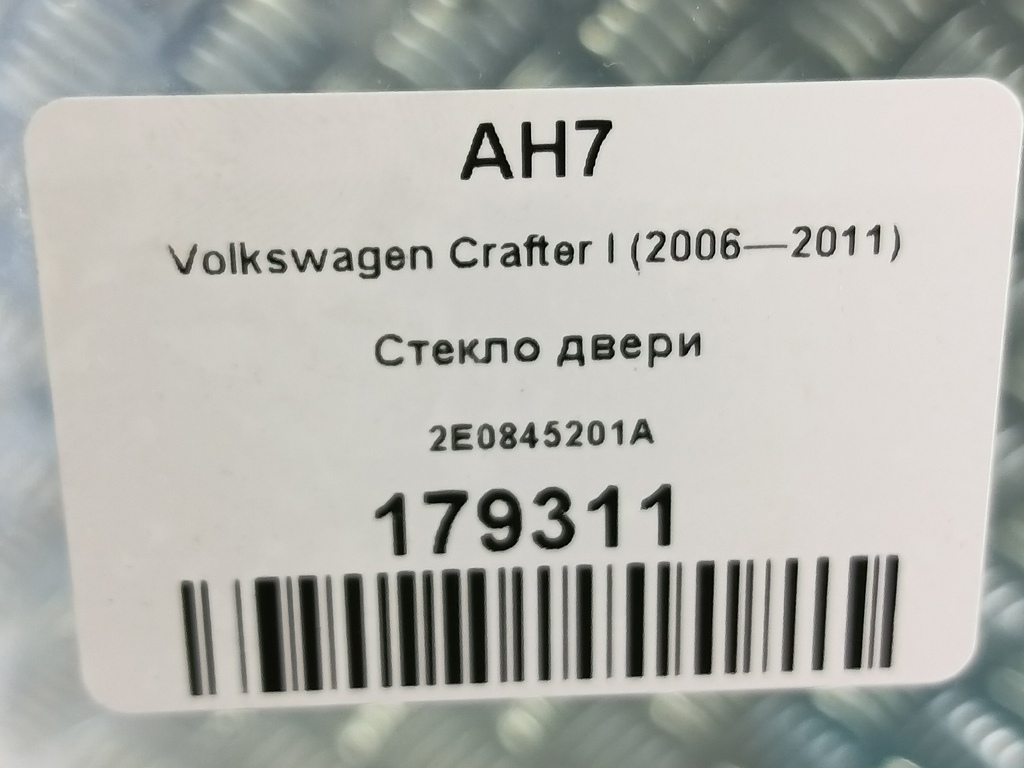 AH7
Volkswagen Crafter I (2006—2011)
Стекло двери
2E0845201A
179311